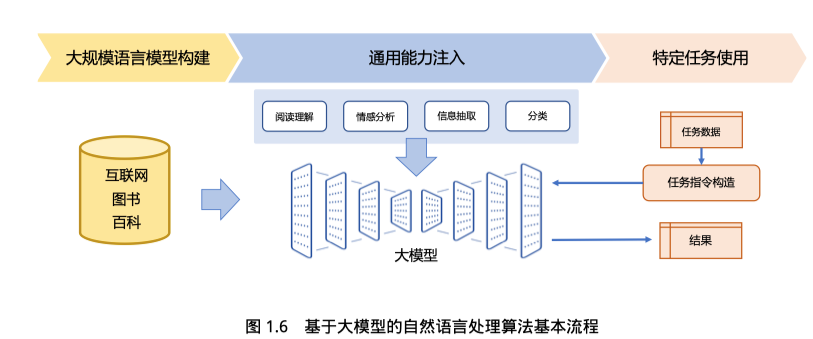 大规模语言模型构建
通用能力注入
特定任务使用
阅读理解
情感分析
信息抽取
分类
任务数据
互联网
图书
百科
任务指令构造
结果
大模型
图 1.6 基于大模型的自然语言处理算法基本流程